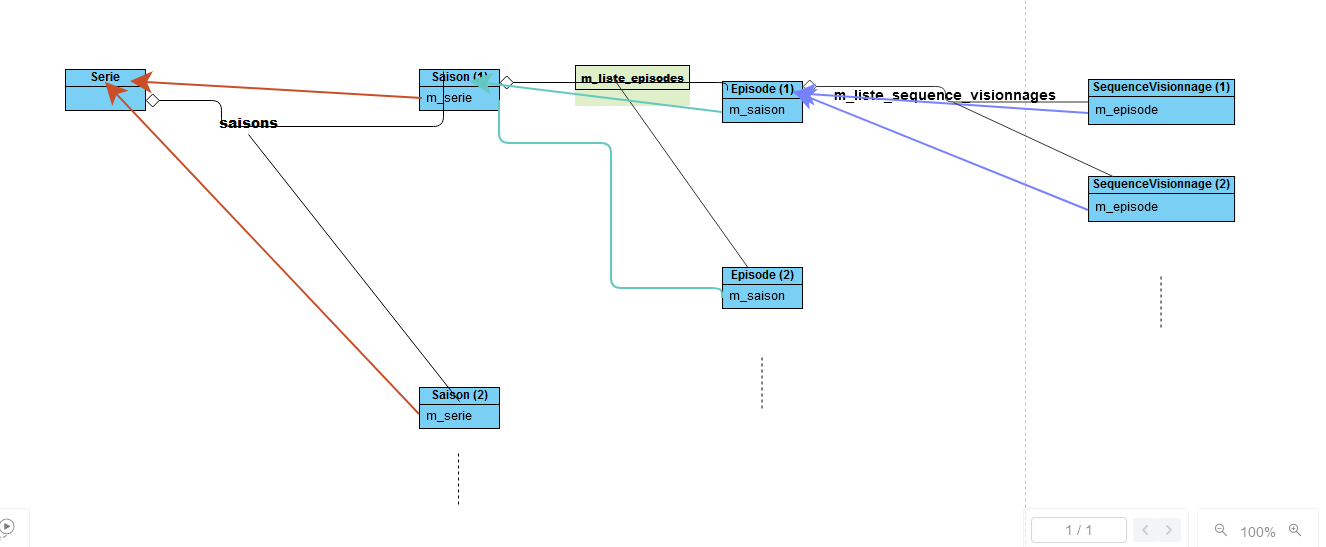 Serie
saisons
Saison (1)
m_serie
m_liste_episodes
Episode (1)
m_saison
m_liste_sequence_visionnages
SequenceVisionnage (1)
m_episode
SequenceVisionnage (2)
m_episode
Episode (2)
m_saison
Saison (2)
m_serie
1 / 1
100%